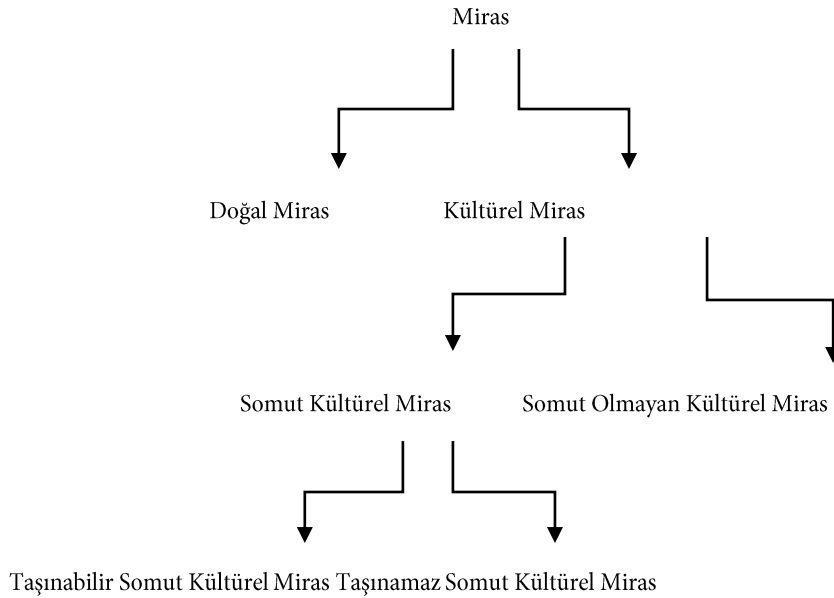 Miras
Doğal Miras Kültürel Miras
Somut Kültürel Miras Somut Olmayan Kültürel Miras
Taşınabilir Somut Kültürel Miras Taşınamaz Somut Kültürel Miras